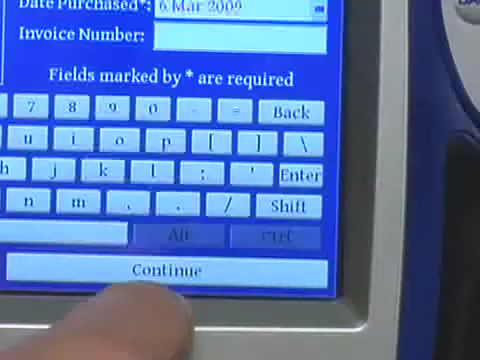 Date Purchased*: 6 Mar 2009
Invoice Number:
Fields marked by * are required
7 8 9 0 - = Back
u i o p [ ] \
h j k l ; ' Enter
n m , . / Shift
Alt Ctrl
Continue